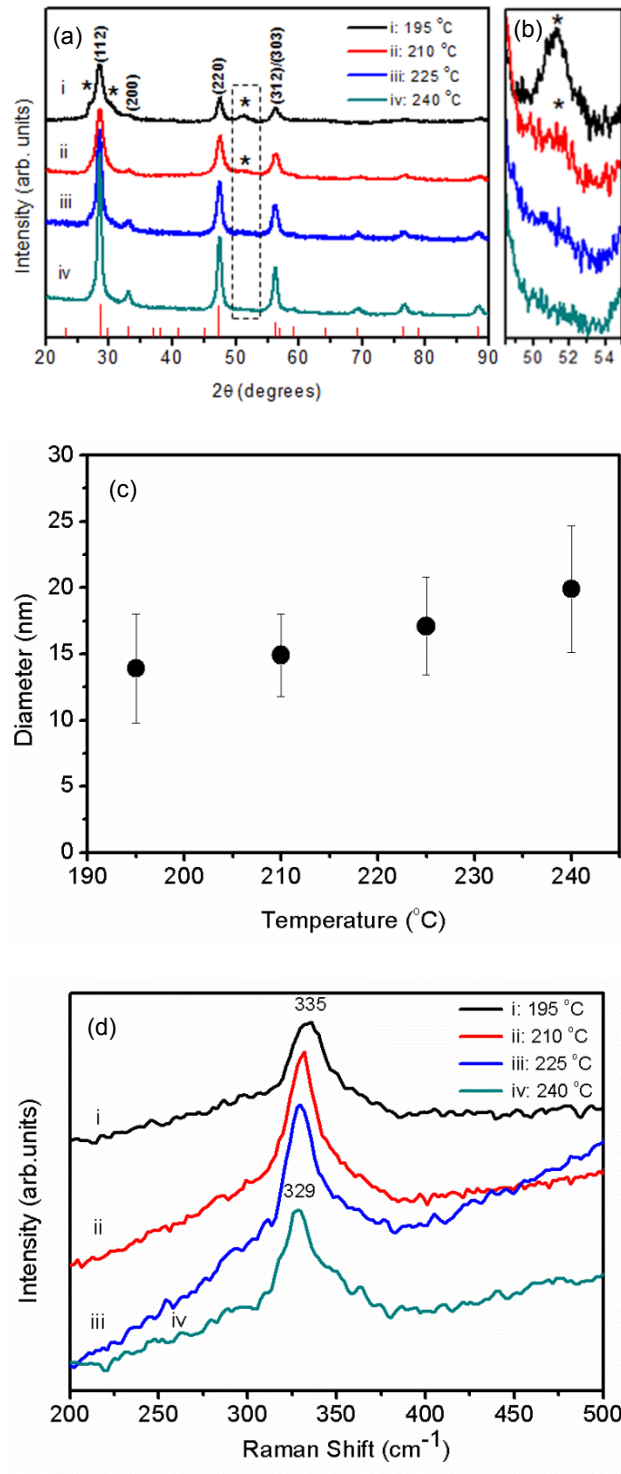 (a)
(112)
* *
(200)
(220)
*
(312)/(303)
*
i: 195 °C
ii: 210 °C
iii: 225 °C
iv: 240 °C
i
ii
iii
iv
Intensity (arb. units)
20 30 40 50 60 70 80 90
2θ (degrees)
(b)
*
*
50 52 54
(c)
30
25
20
15
10
5
0
Diameter (nm)
190 200 210 220 230 240
Temperature (°C)
335
(d)
i: 195 °C
ii: 210 °C
iii: 225 °C
iv: 240 °C
i
329
ii
iii
iv
Intensity (arb.units)
200 250 300 350 400 450 500
Raman Shift (cm⁻¹)